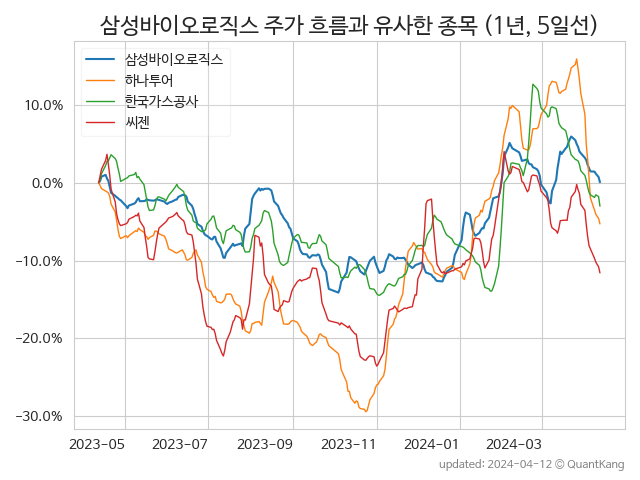 삼성바이오로직스 주가 흐름과 유사한 종목 (1년, 5일선)
삼성바이오로직스
하나투어
한국가스공사
씨젠
10.0%
0.0%
−10.0%
−20.0%
−30.0%
2023-05 2023-07 2023-09 2023-11 2024-01 2024-03
updated: 2024-04-12 © QuantKang